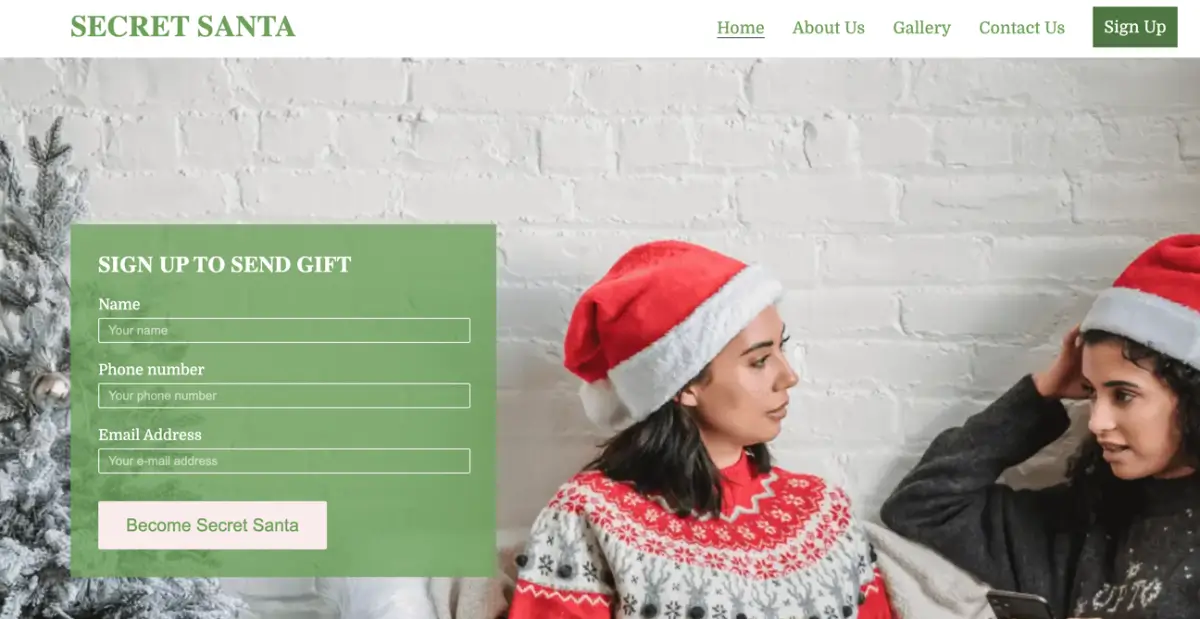 SECRET SANTA
Home
About Us
Gallery
Contact Us
Sign Up
SIGN UP TO SEND GIFT
Name
Your name
Phone number
Your phone number
Email Address
Your e-mail address
Become Secret Santa